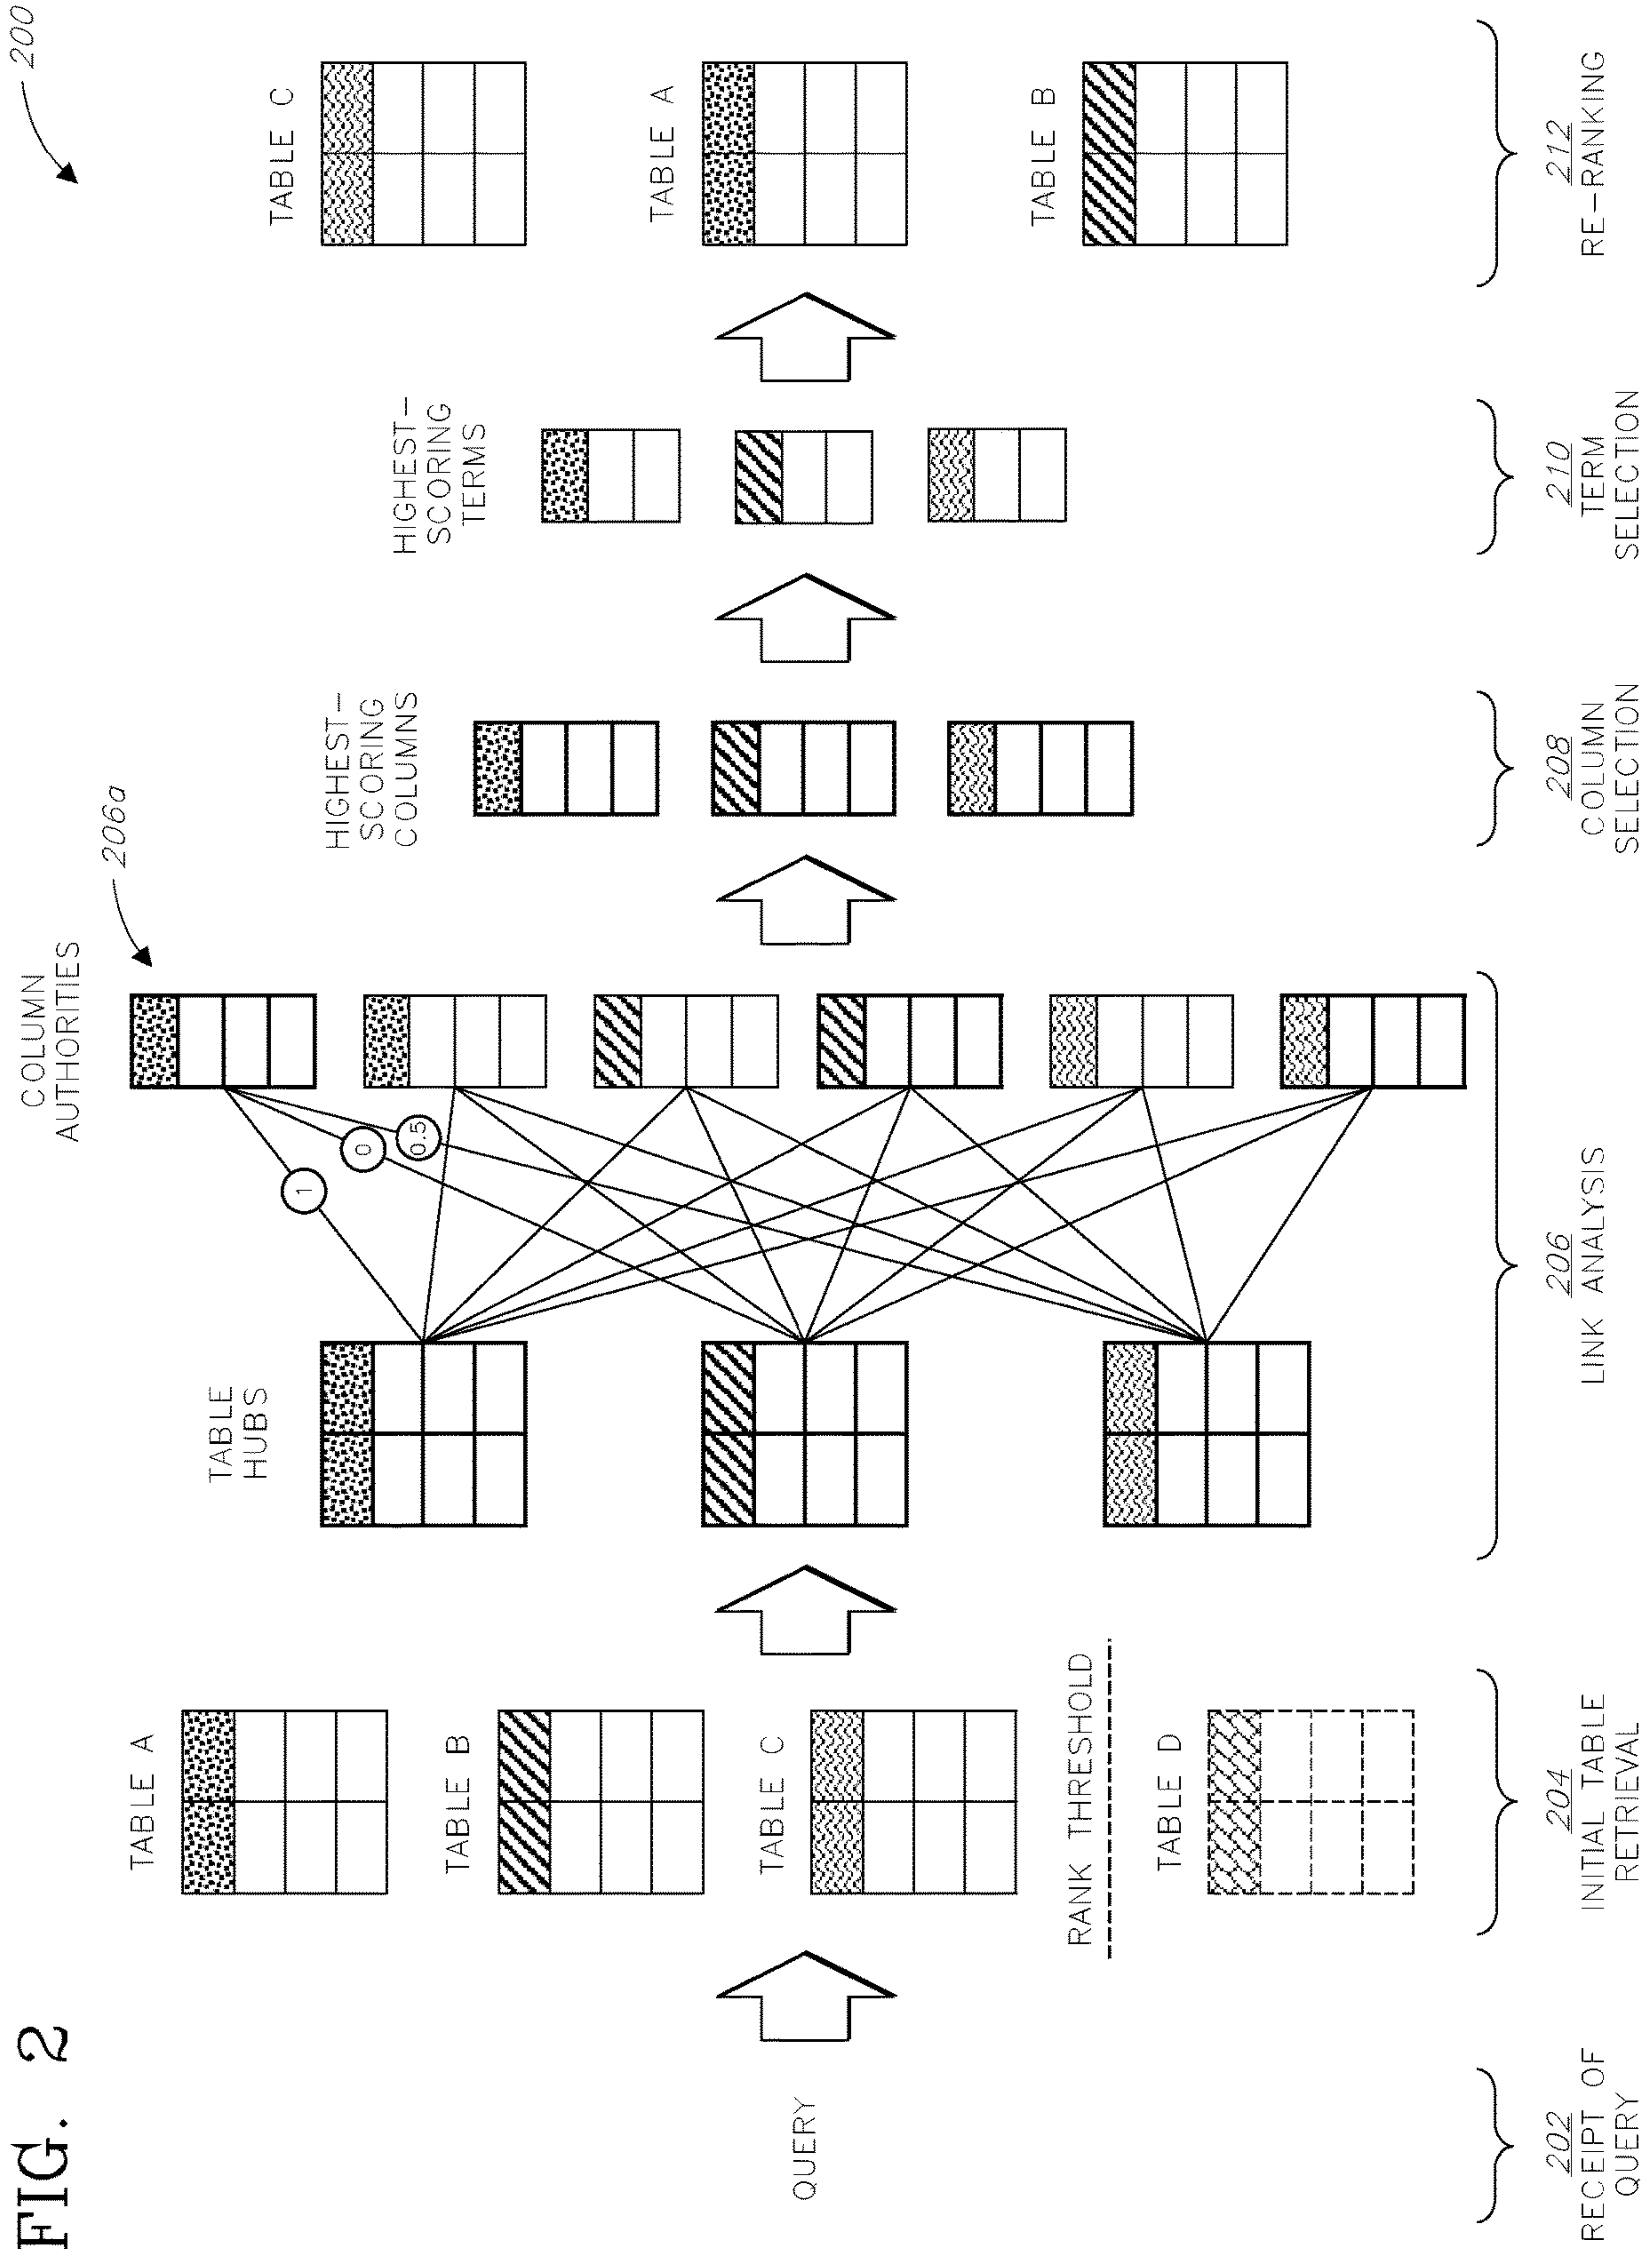 FIG. 2
200
QUERY
202
RECEIPT OF
QUERY
TABLE A
TABLE B
TABLE C
RANK THRESHOLD
TABLE D
204
INITIAL TABLE
RETRIEVAL
TABLE
HUBS
COLUMN
AUTHORITIES
206a
1
0
0.5
206
LINK ANALYSIS
HIGHEST-
SCORING
COLUMNS
208
COLUMN
SELECTION
HIGHEST-
SCORING
TERMS
210
TERM
SELECTION
TABLE C
TABLE A
TABLE B
212
RE-RANKING